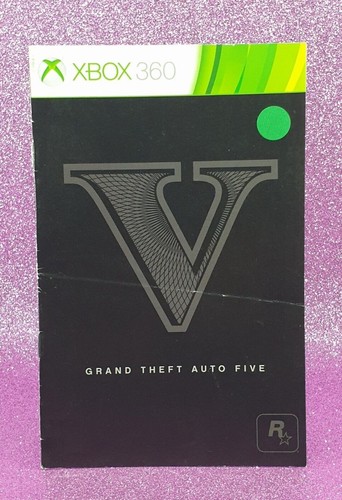 XBOX 360
V
GRAND THEFT AUTO FIVE
R